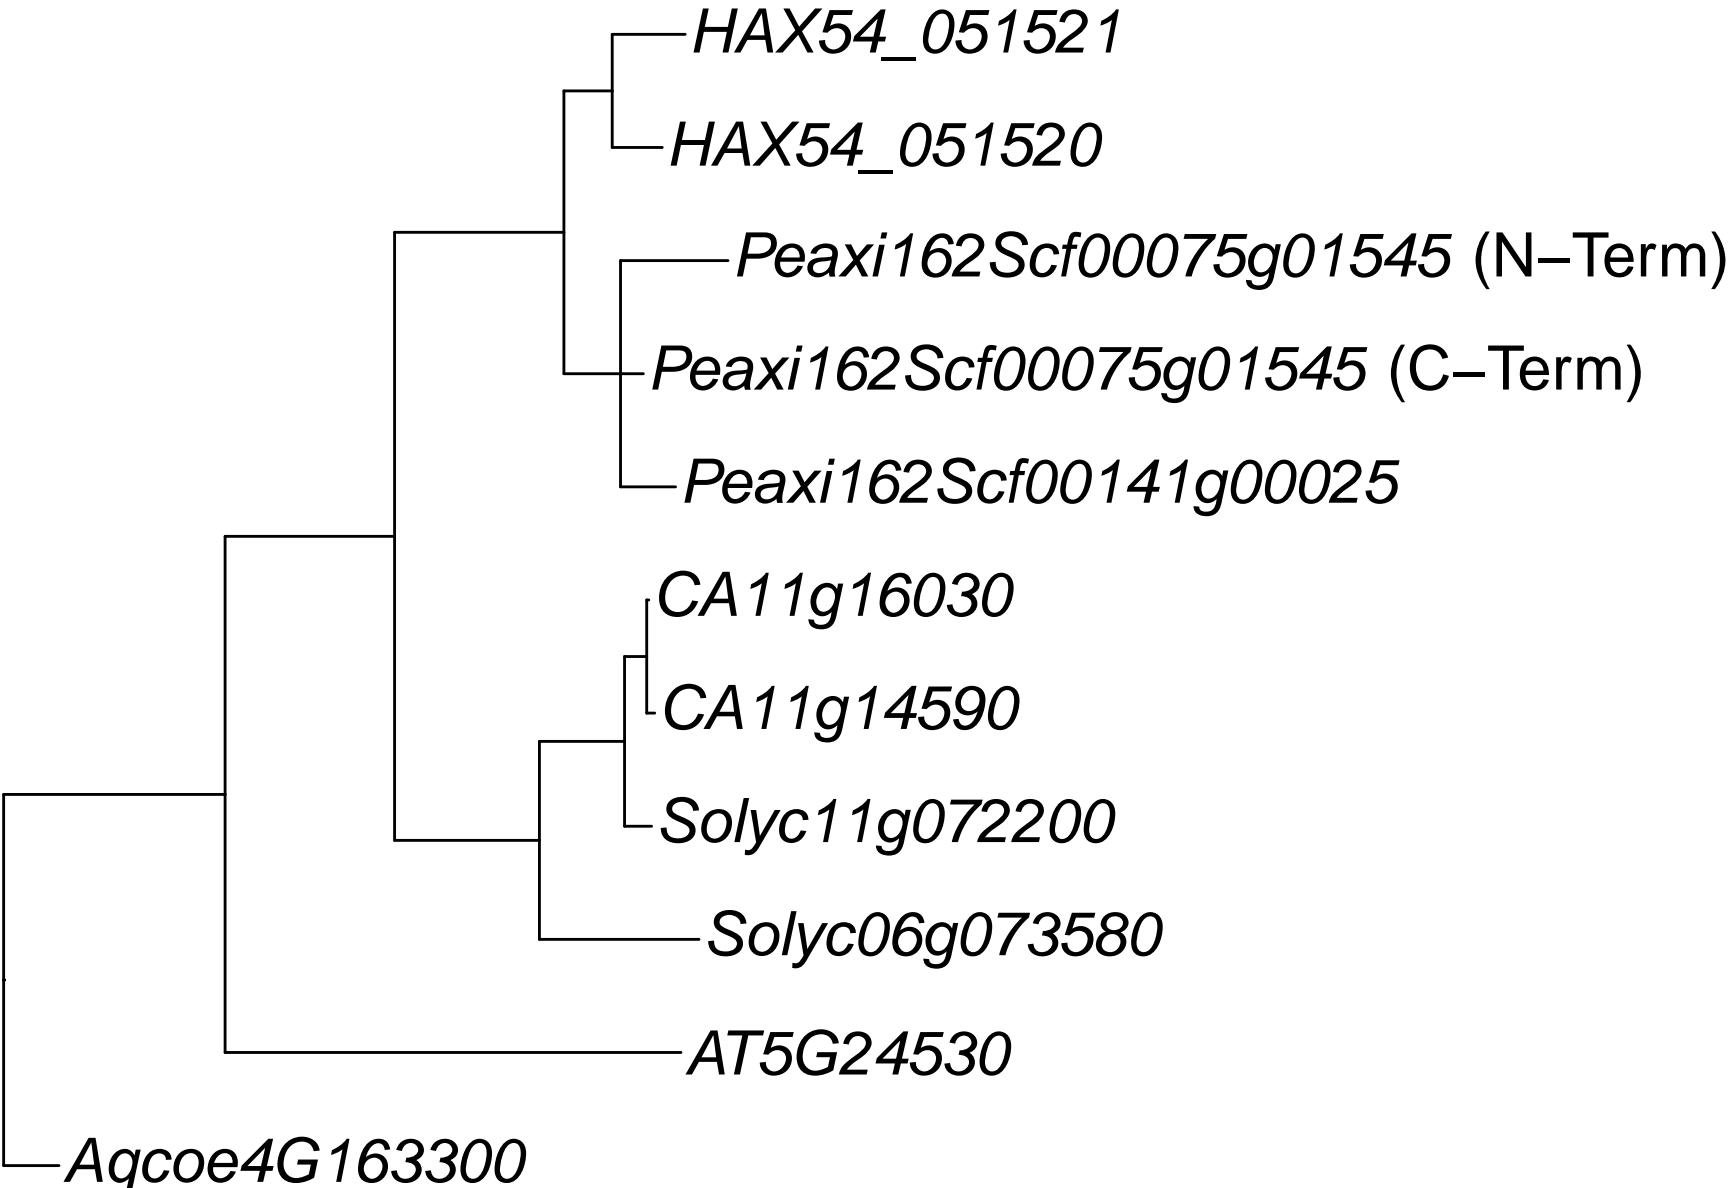 HAX54_051521
HAX54_051520
Peaxi162Scf00075g01545 (N–Term)
Peaxi162Scf00075g01545 (C–Term)
Peaxi162Scf00141g00025
CA11g16030
CA11g14590
Solyc11g072200
Solyc06g073580
AT5G24530
Aqcoe4G163300